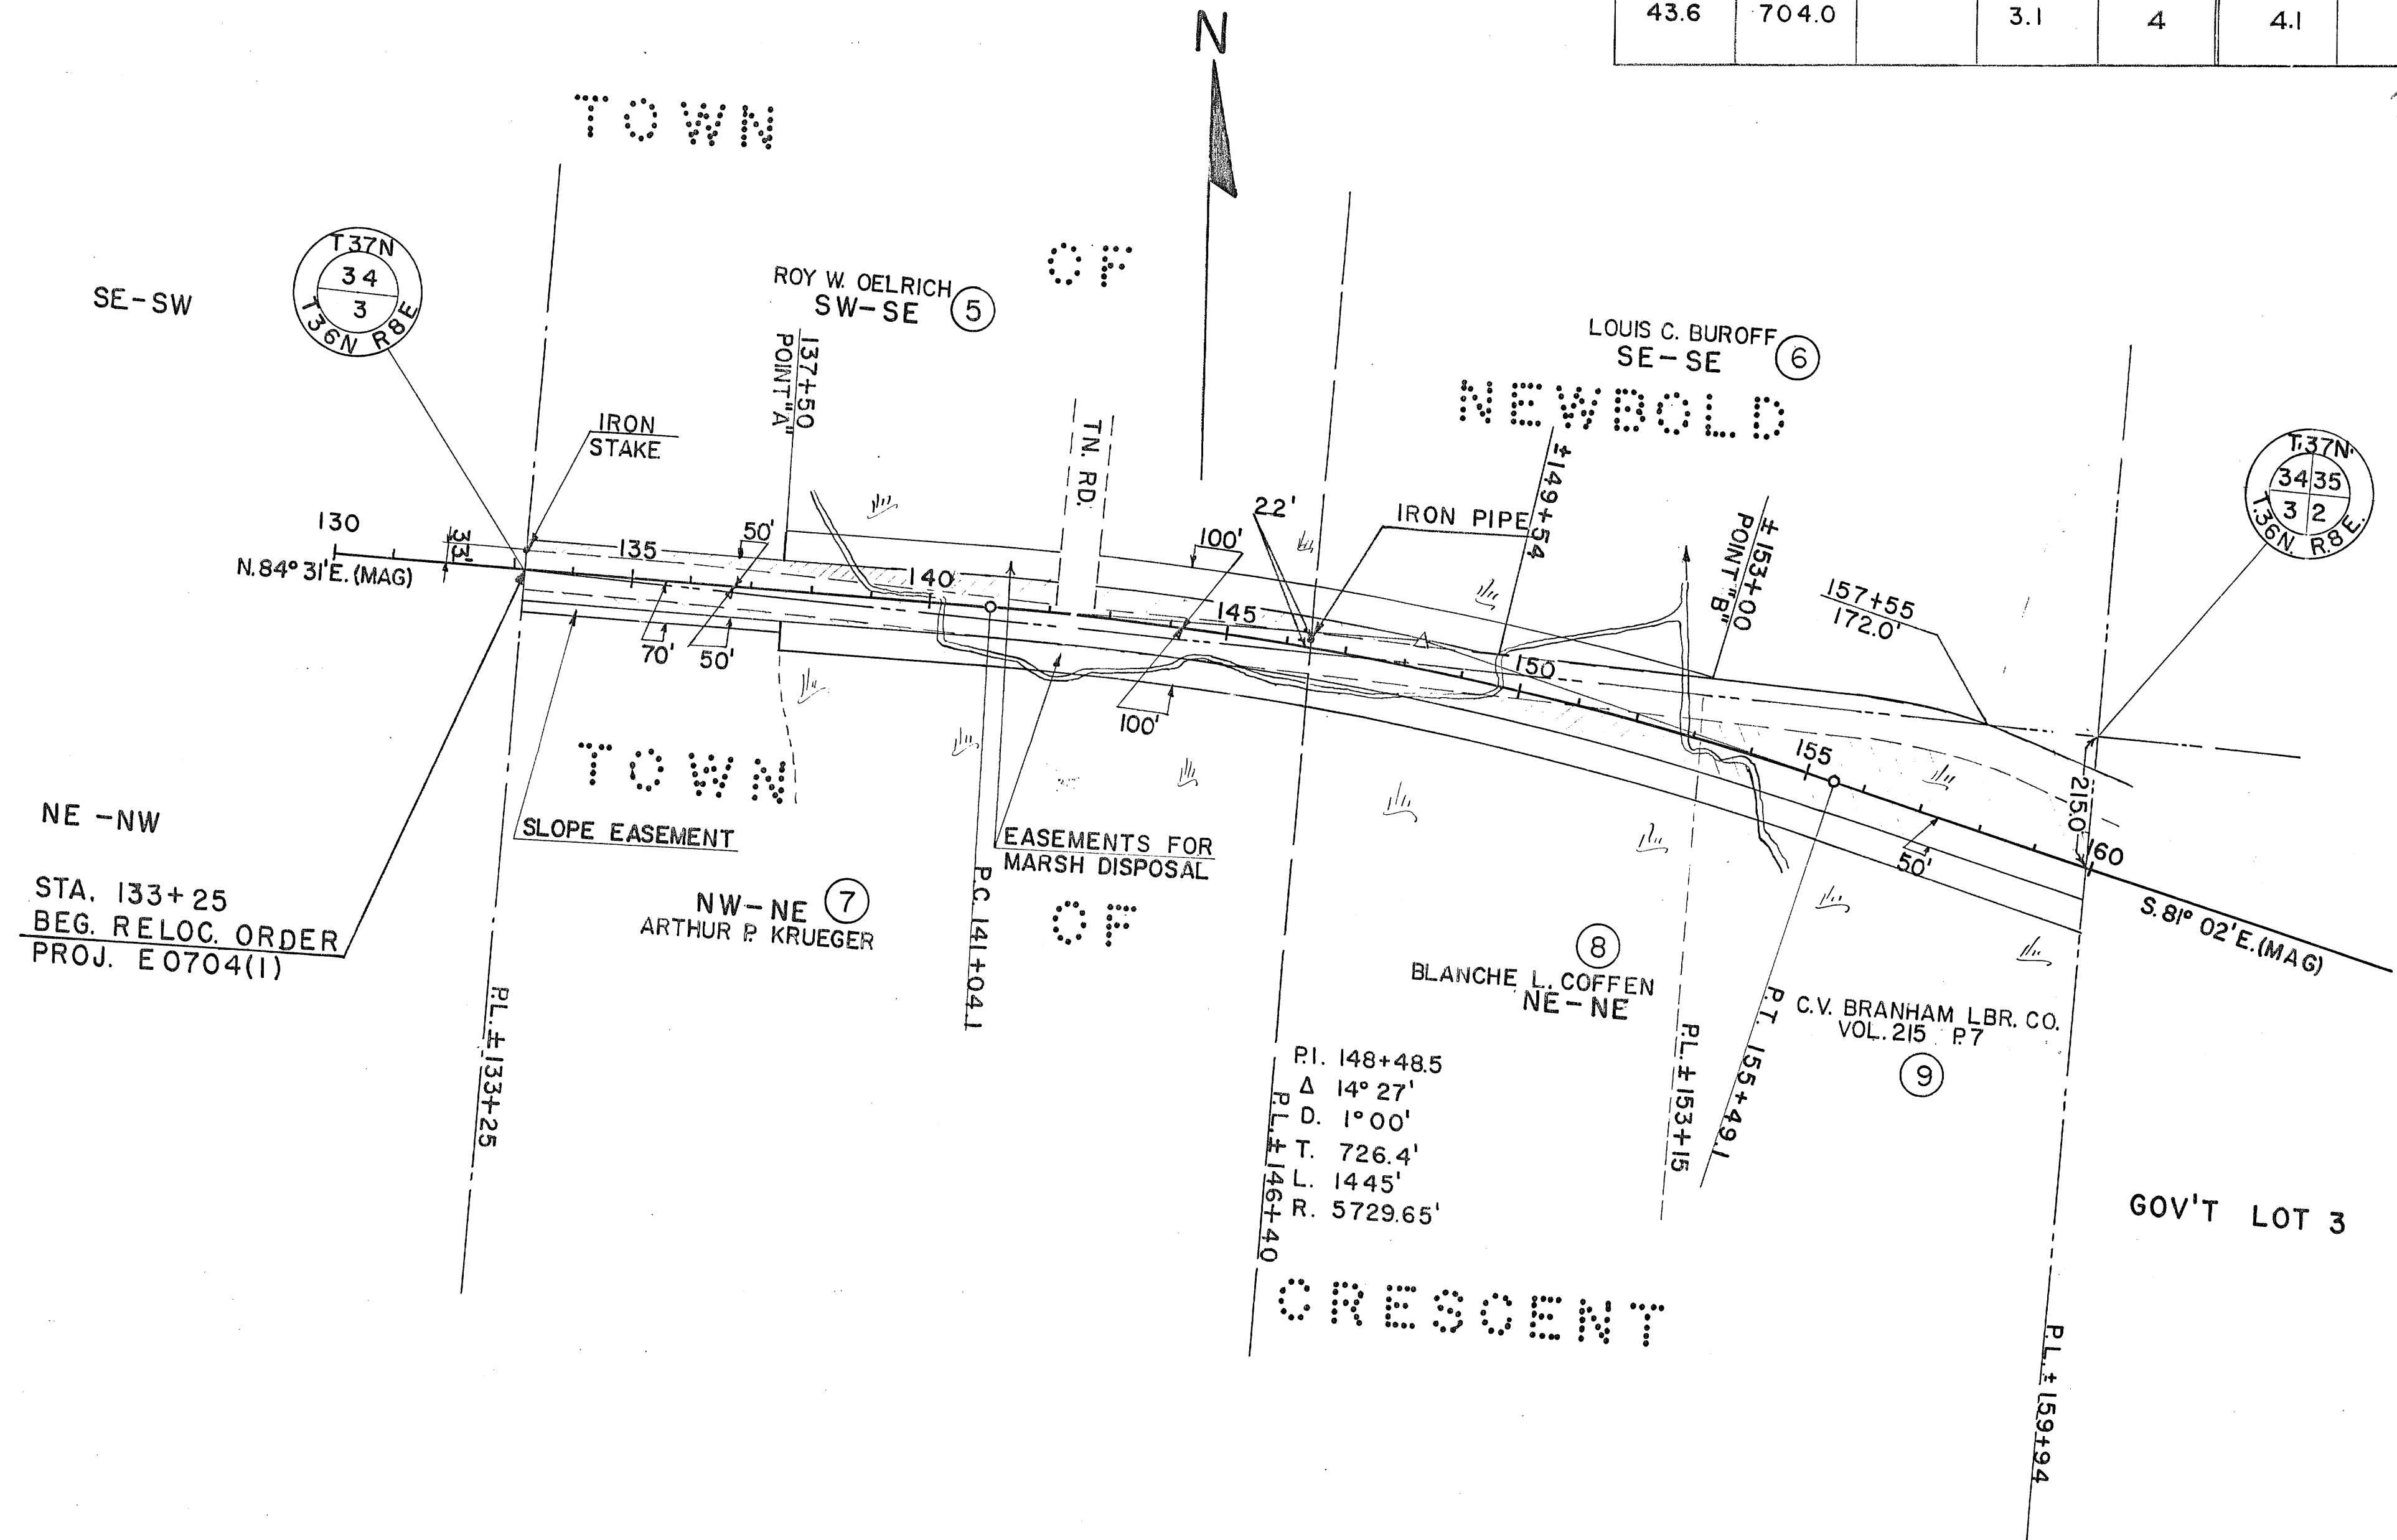 43.6 704.0 3.1 4 4.1
N
TOWN
OF
NEWBOLD
T37N
34
3
T36N R8E
SE-SW
ROY W. OELRICH
SW-SE
5
LOUIS C. BUROFF
SE-SE
6
T.37N.
34 35
3 2
T.36N. R.8E.
137+50
POINT "A"
IRON
STAKE
TN. RD.
22'
IRON PIPE
±149+54
±153+00
POINT "B"
157+55
172.0'
130
33'
N.84° 31'E. (MAG)
135
50'
140
100'
145
150
155
160
70'
50'
100'
50'
215.0'
S. 81° 02'E. (MAG)
TOWN
OF
CRESCENT
SLOPE EASEMENT
EASEMENTS FOR
MARSH DISPOSAL
NE-NW
STA. 133+25
BEG. RELOC. ORDER
PROJ. E 0704(1)
NW-NE 7
ARTHUR P. KRUEGER
P.C. 141+04.1
8
BLANCHE L. COFFEN
NE-NE
C.V. BRANHAM LBR. CO.
VOL. 215 P.7
9
P.L. ± 133+25
P.L. ± 146+40
P.L. ± 153+15
P.T. 155+49.1
P.L. ± 159+94
P.I. 148+48.5
Δ 14° 27'
D. 1° 00'
T. 726.4'
L. 1445'
R. 5729.65'
GOV'T LOT 3